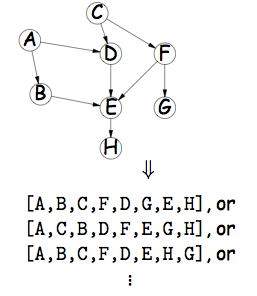 C
A
D
F
B
E
G
H
⇓
[A,B,C,F,D,G,E,H], or
[A,C,B,D,F,E,G,H], or
[A,B,C,F,D,E,H,G], or
⋮